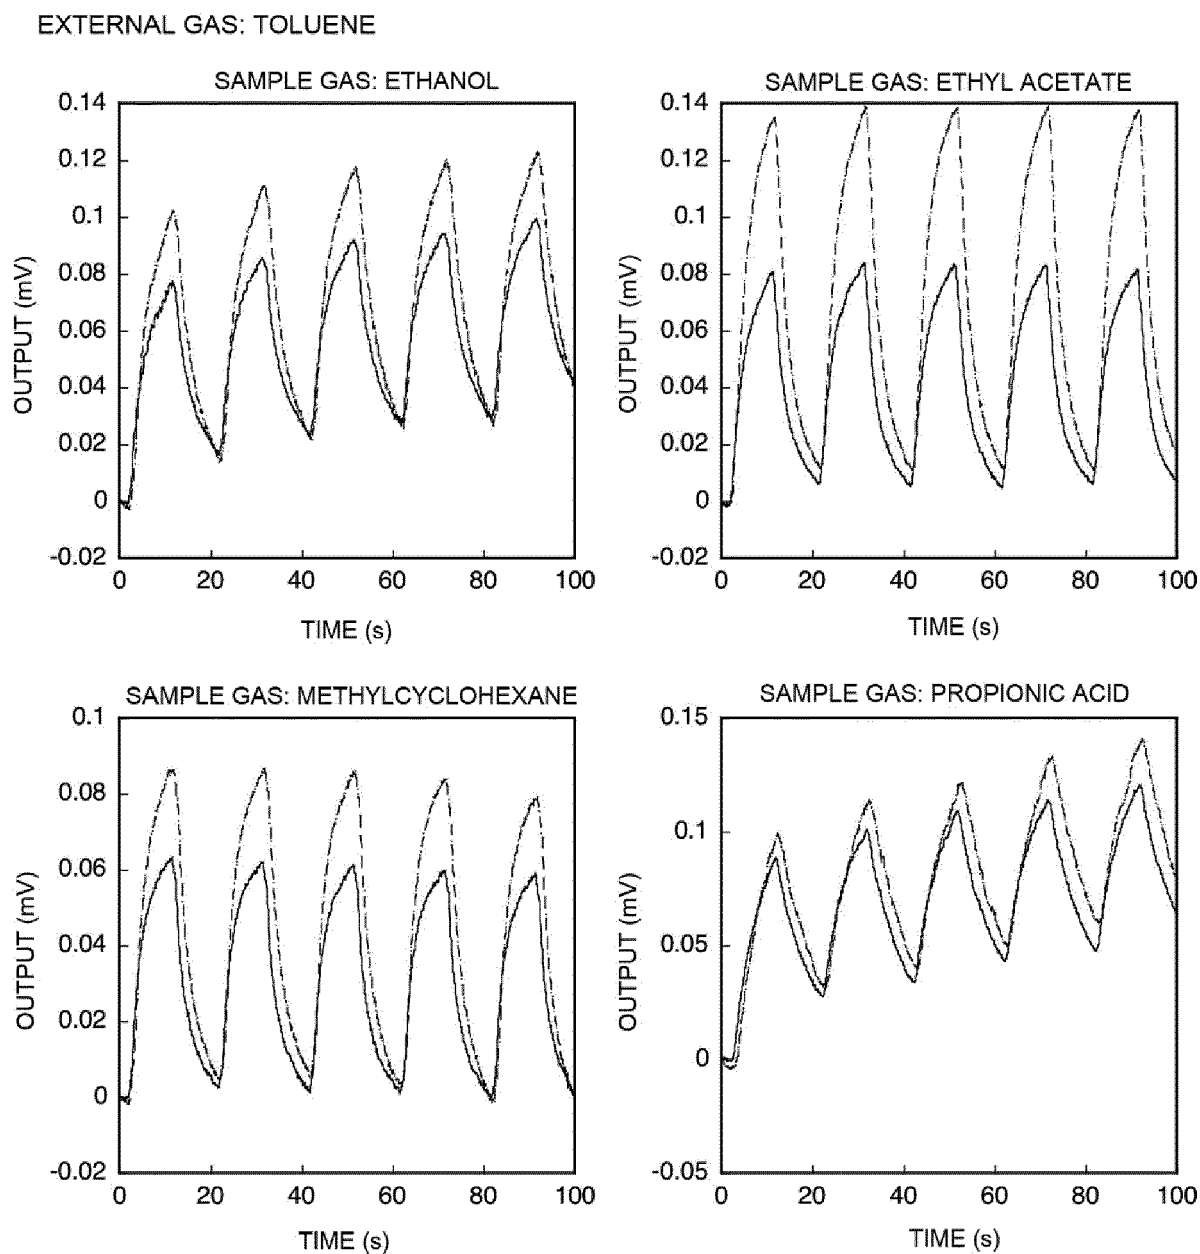 EXTERNAL GAS: TOLUENE
SAMPLE GAS: ETHANOL
0.14
0.12
0.1
0.08
0.06
0.04
0.02
0
-0.02
OUTPUT (mV)
0 20 40 60 80 100
TIME (s)
SAMPLE GAS: ETHYL ACETATE
0.14
0.12
0.1
0.08
0.06
0.04
0.02
0
-0.02
OUTPUT (mV)
0 20 40 60 80 100
TIME (s)
SAMPLE GAS: METHYLCYCLOHEXANE
0.1
0.08
0.06
0.04
0.02
0
-0.02
OUTPUT (mV)
0 20 40 60 80 100
TIME (s)
SAMPLE GAS: PROPIONIC ACID
0.15
0.1
0.05
0
-0.05
OUTPUT (mV)
0 20 40 60 80 100
TIME (s)